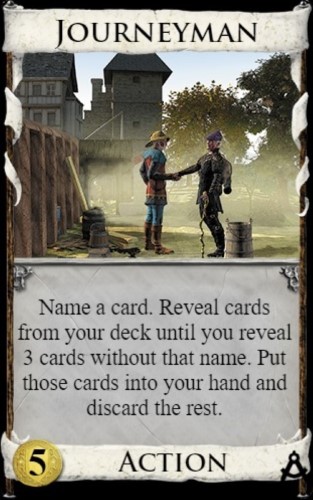 JOURNEYMAN
Name a card. Reveal cards
from your deck until you reveal
3 cards without that name. Put
those cards into your hand and
discard the rest.
5
ACTION